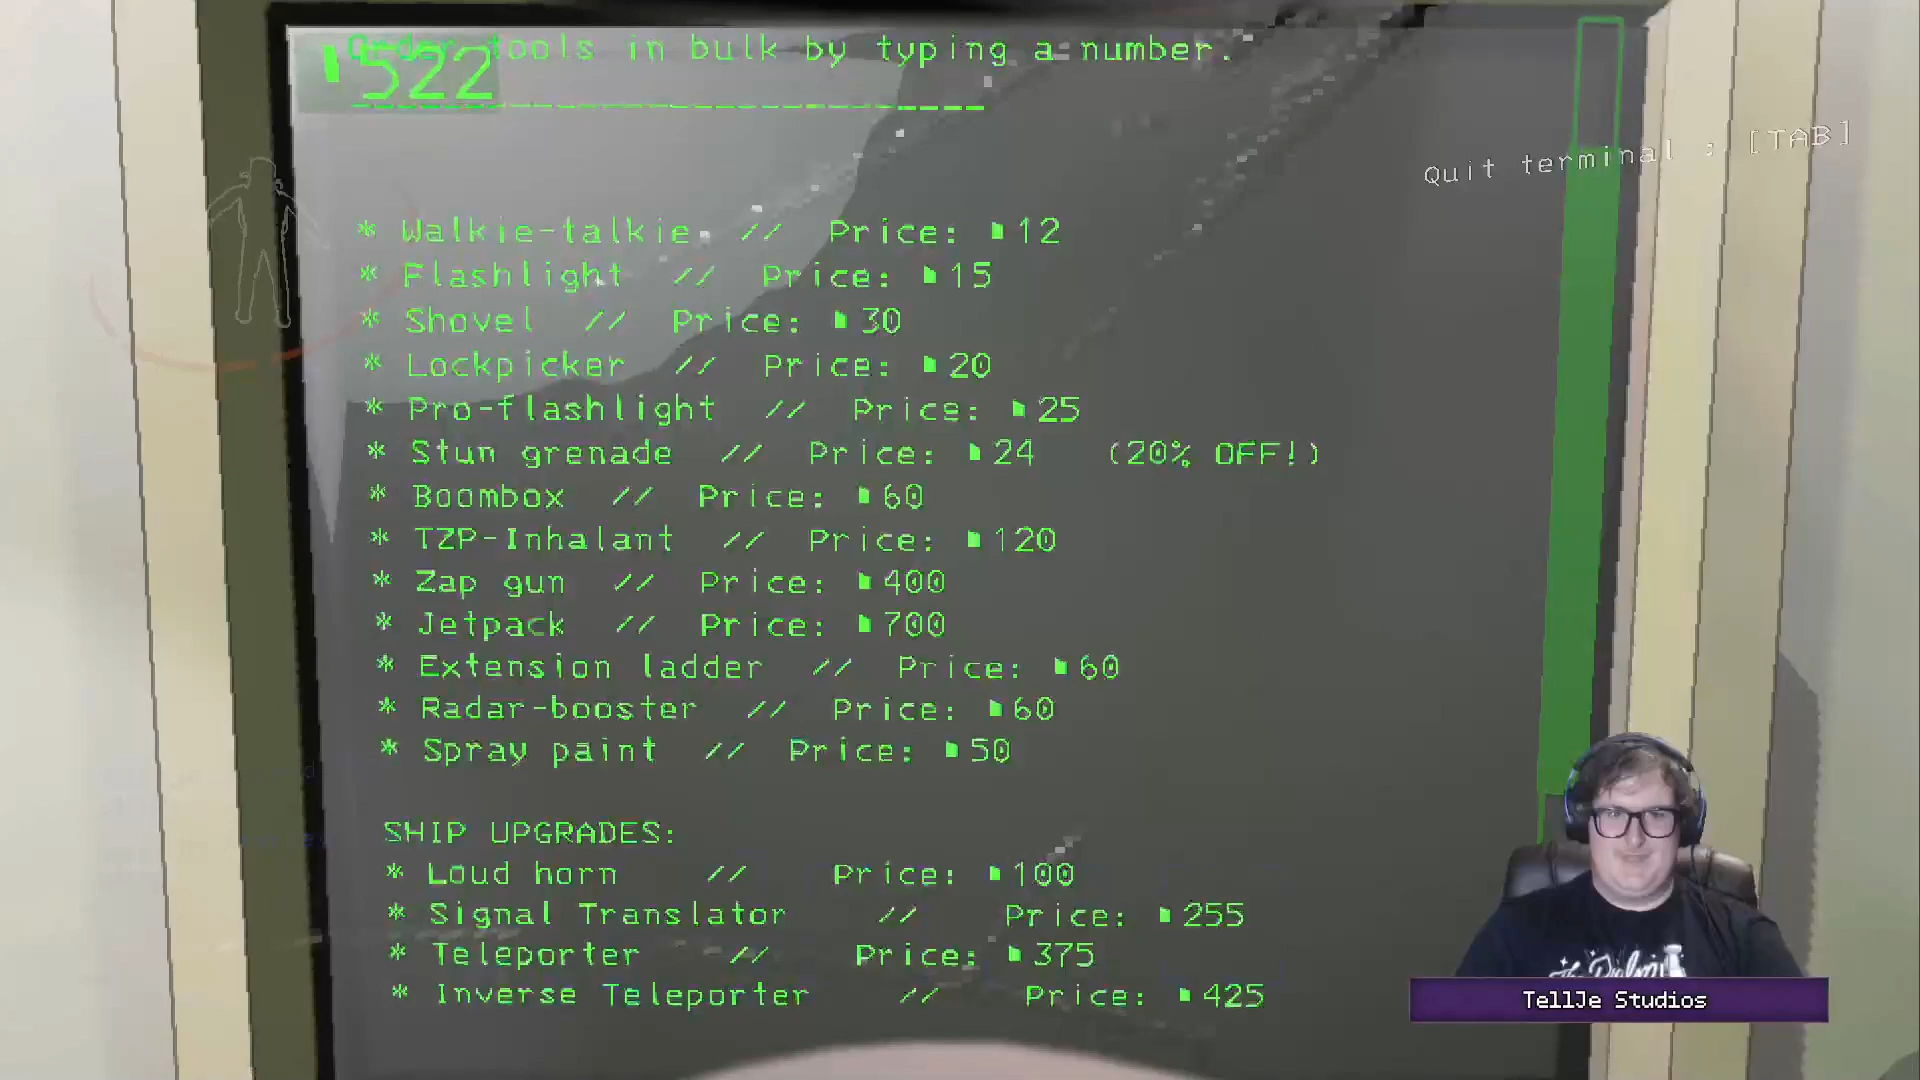 Order tools in bulk by typing a number.
522
Quit terminal : [TAB]
* Walkie-talkie // Price: 12
* Flashlight // Price: 15
* Shovel // Price: 30
* Lockpicker // Price: 20
* Pro-flashlight // Price: 25
* Stun grenade // Price: 24 (20% OFF!)
* Boombox // Price: 60
* TZP-Inhalant // Price: 120
* Zap gun // Price: 400
* Jetpack // Price: 700
* Extension ladder // Price: 60
* Radar-booster // Price: 60
* Spray paint // Price: 50
SHIP UPGRADES:
* Loud horn // Price: 100
* Signal Translator // Price: 255
* Teleporter // Price: 375
* Inverse Teleporter // Price: 425
TellJe Studios